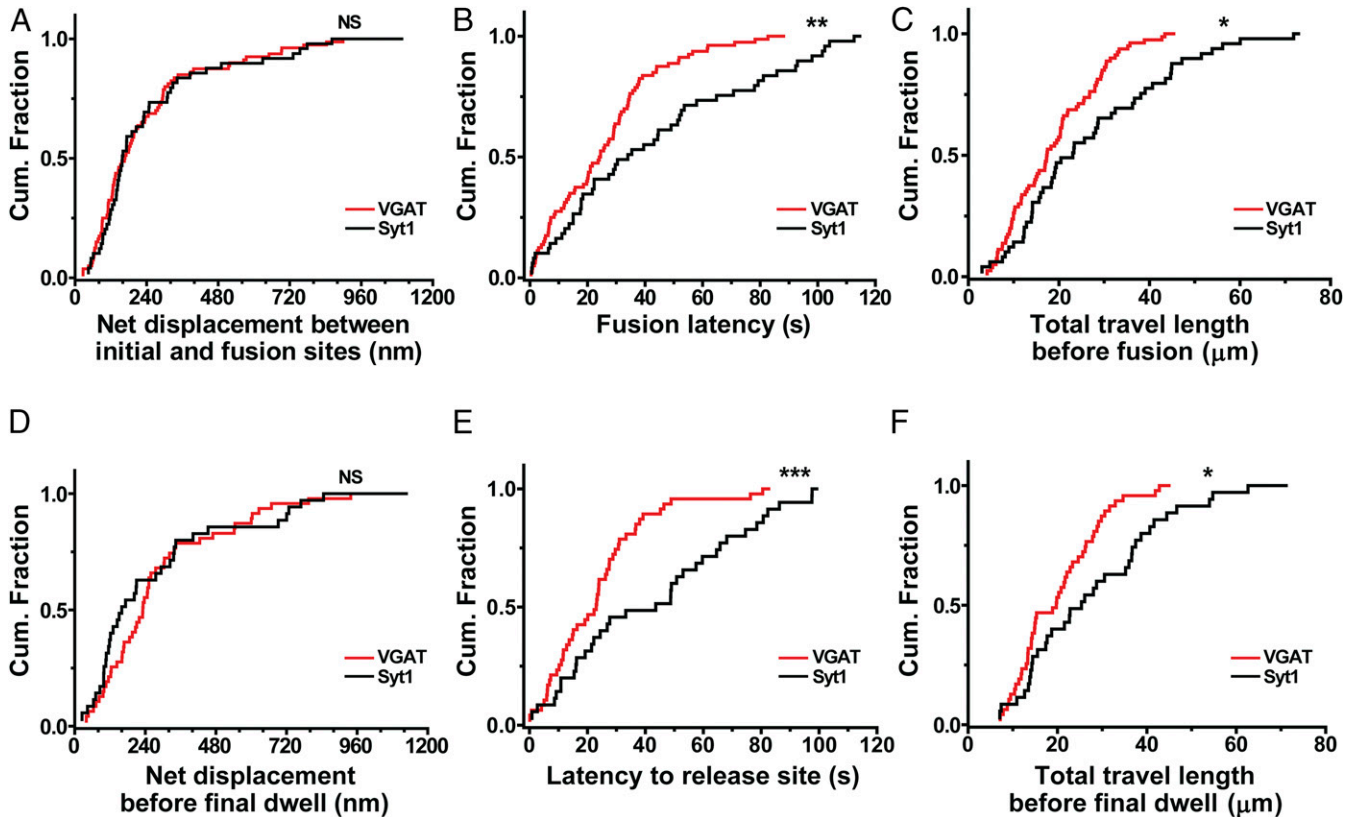 A
NS
1.0
0.5
0.0
Cum. Fraction
VGAT
Syt1
0 240 480 720 960 1200
Net displacement between
initial and fusion sites (nm)
B
**
1.0
0.5
0.0
Cum. Fraction
VGAT
Syt1
0 20 40 60 80 100 120
Fusion latency (s)
C
*
1.0
0.5
0.0
Cum. Fraction
VGAT
Syt1
0 20 40 60 80
Total travel length
before fusion (μm)
D
NS
1.0
0.5
0.0
Cum. Fraction
VGAT
Syt1
0 240 480 720 960 1200
Net displacement
before final dwell (nm)
E
***
1.0
0.5
0.0
Cum. Fraction
VGAT
Syt1
0 20 40 60 80 100 120
Latency to release site (s)
F
*
1.0
0.5
0.0
Cum. Fraction
VGAT
Syt1
0 20 40 60 80
Total travel length
before final dwell (μm)